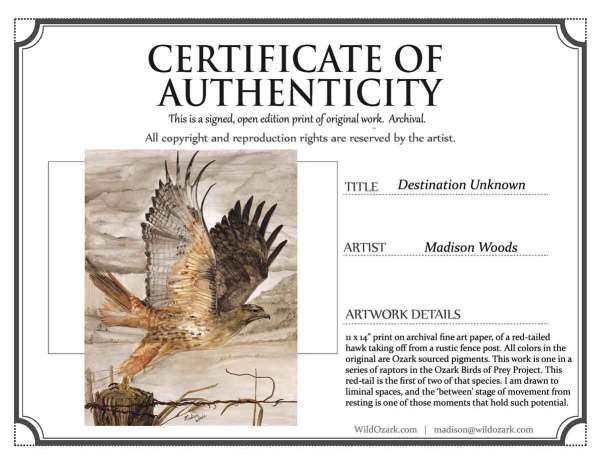 CERTIFICATE OF
AUTHENTICITY
This is a signed, open edition print of original work. Archival.
All copyright and reproduction rights are reserved by the artist.
TITLE Destination Unknown
ARTIST Madison Woods
ARTWORK DETAILS
11 x 14" print on archival fine art paper, of a red-tailed
hawk taking off from a rustic fence post. All colors in the
original are Ozark sourced pigments. This work is one in a
series of raptors in the Ozark Birds of Prey Project. This
red-tail is the first of two of that species. I am drawn to
liminal spaces, and the 'between' stage of movement from
resting is one of those moments that hold such potential.
WildOzark.com | madison@wildozark.com